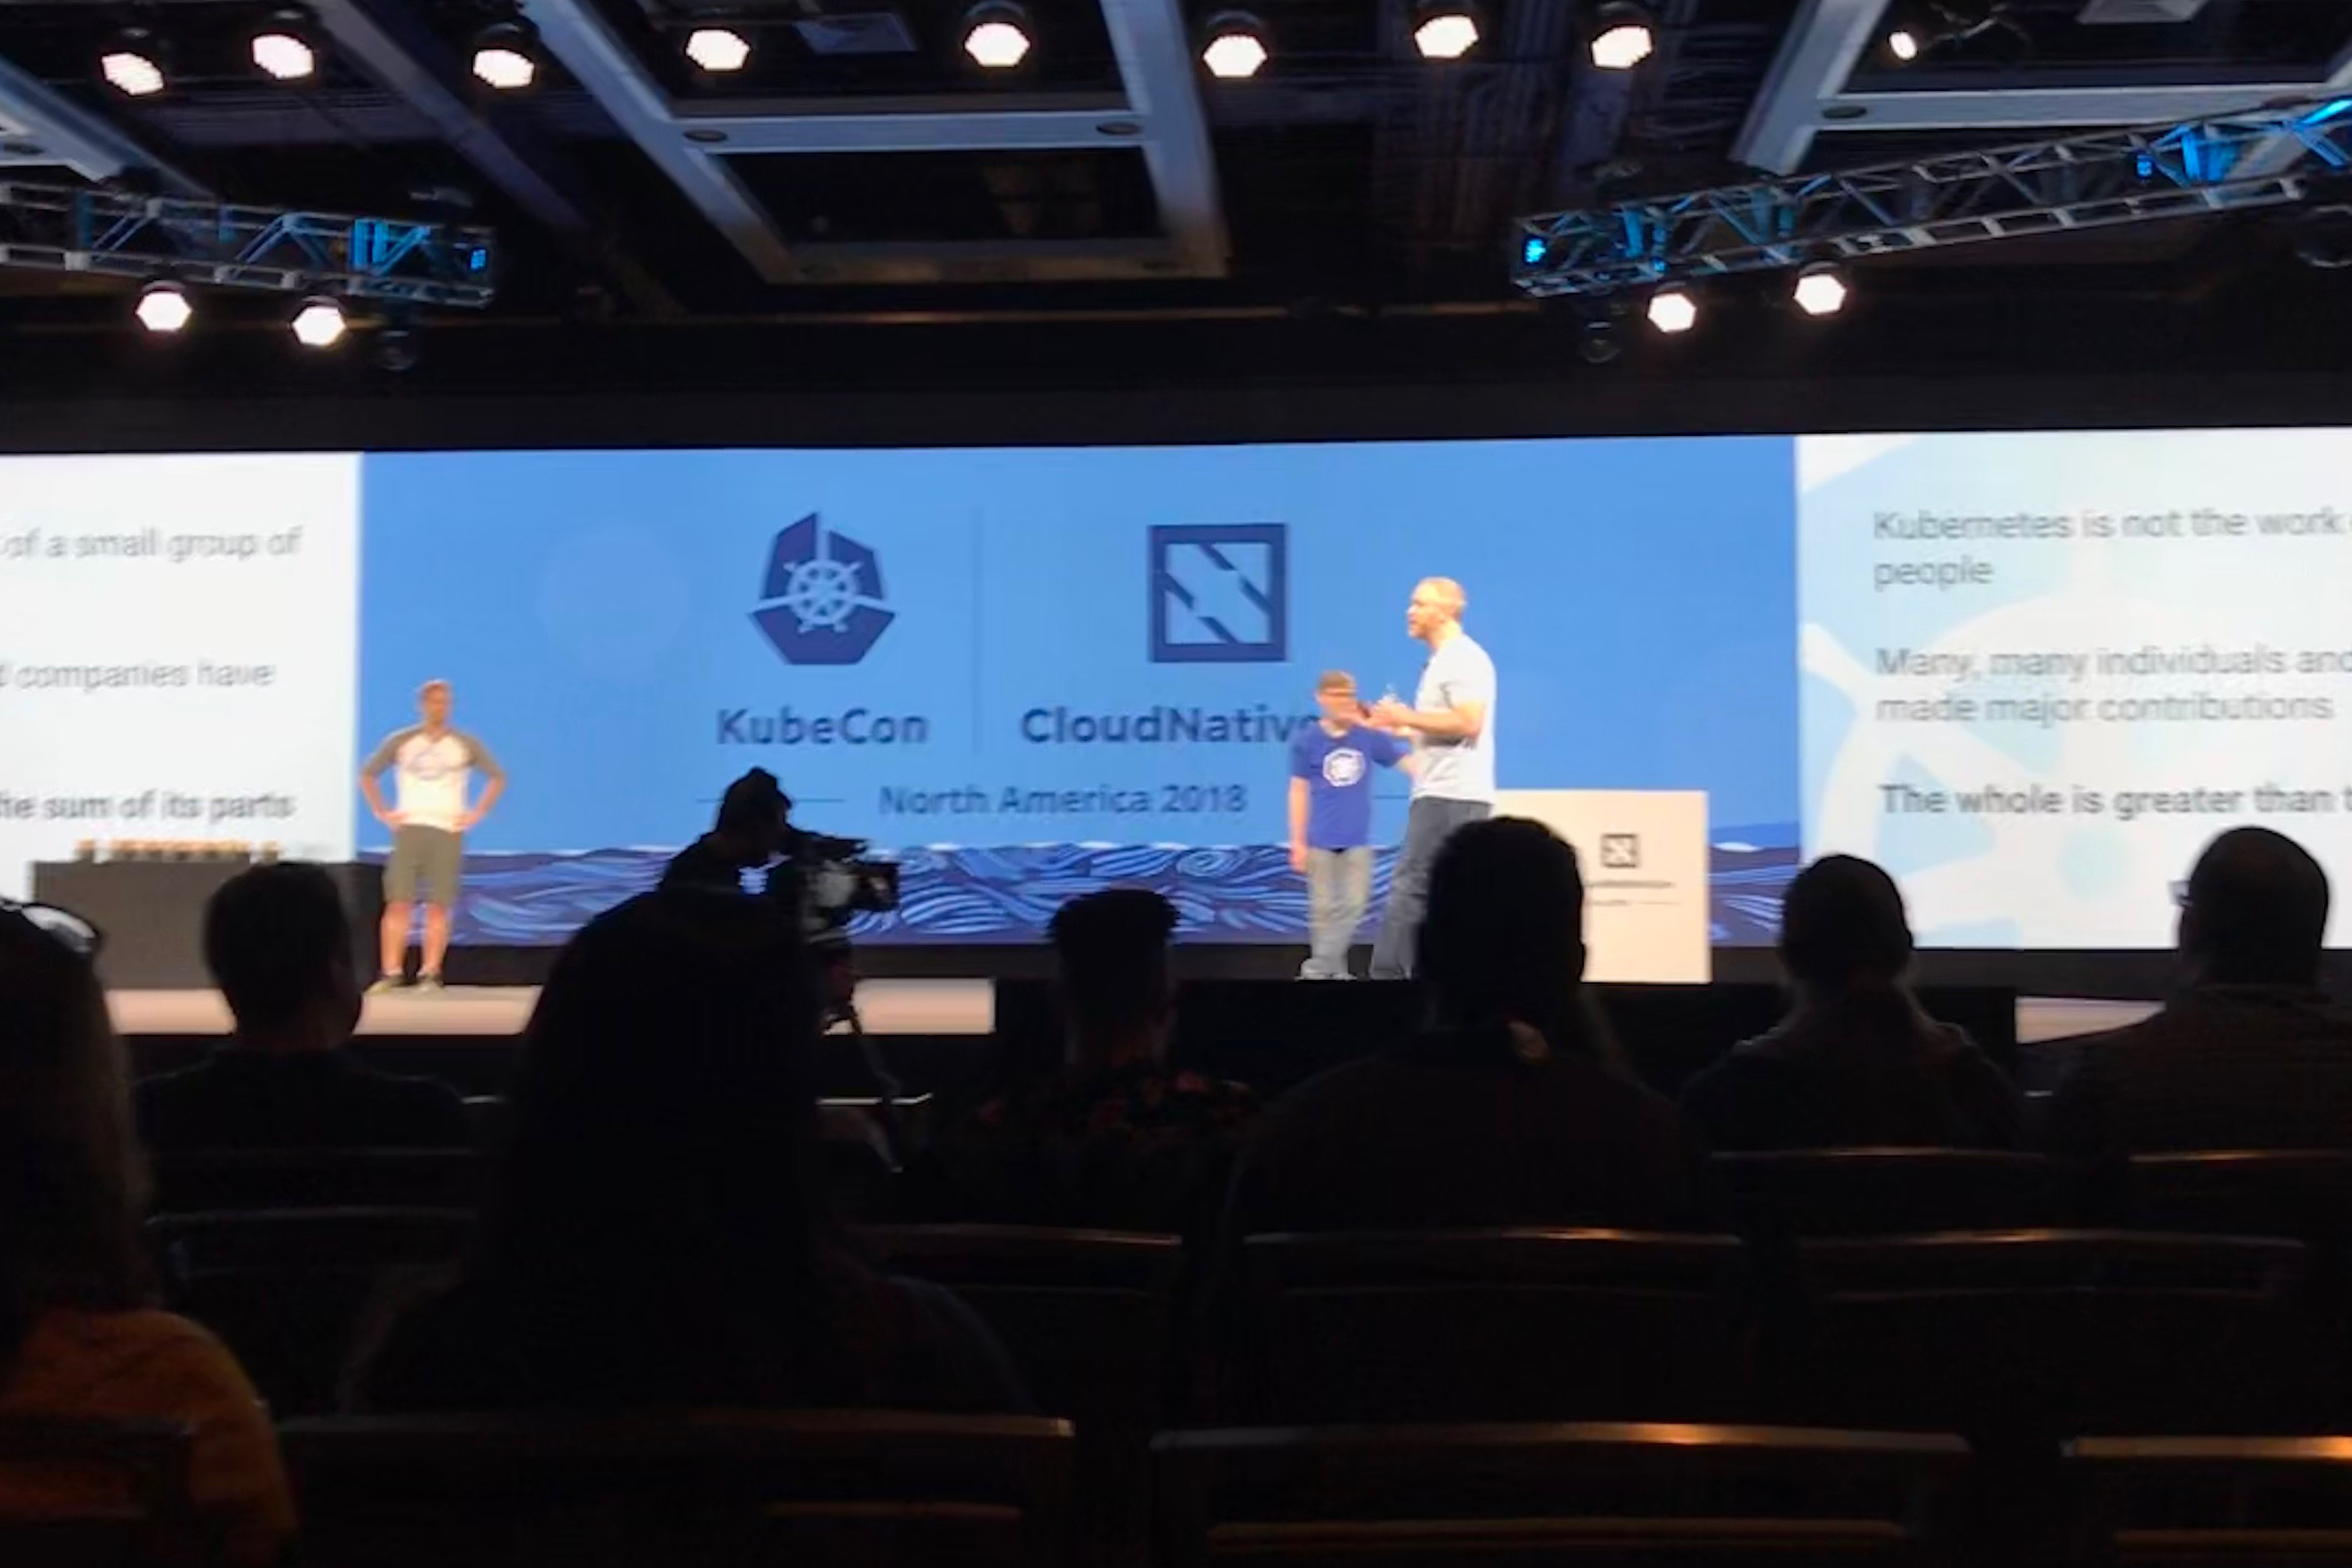 of a small group of
companies have
he sum of its parts
KubeCon
CloudNativ
North America 2018
Kubernetes is not the work
people
Many, many individuals and
made major contributions
The whole is greater than t